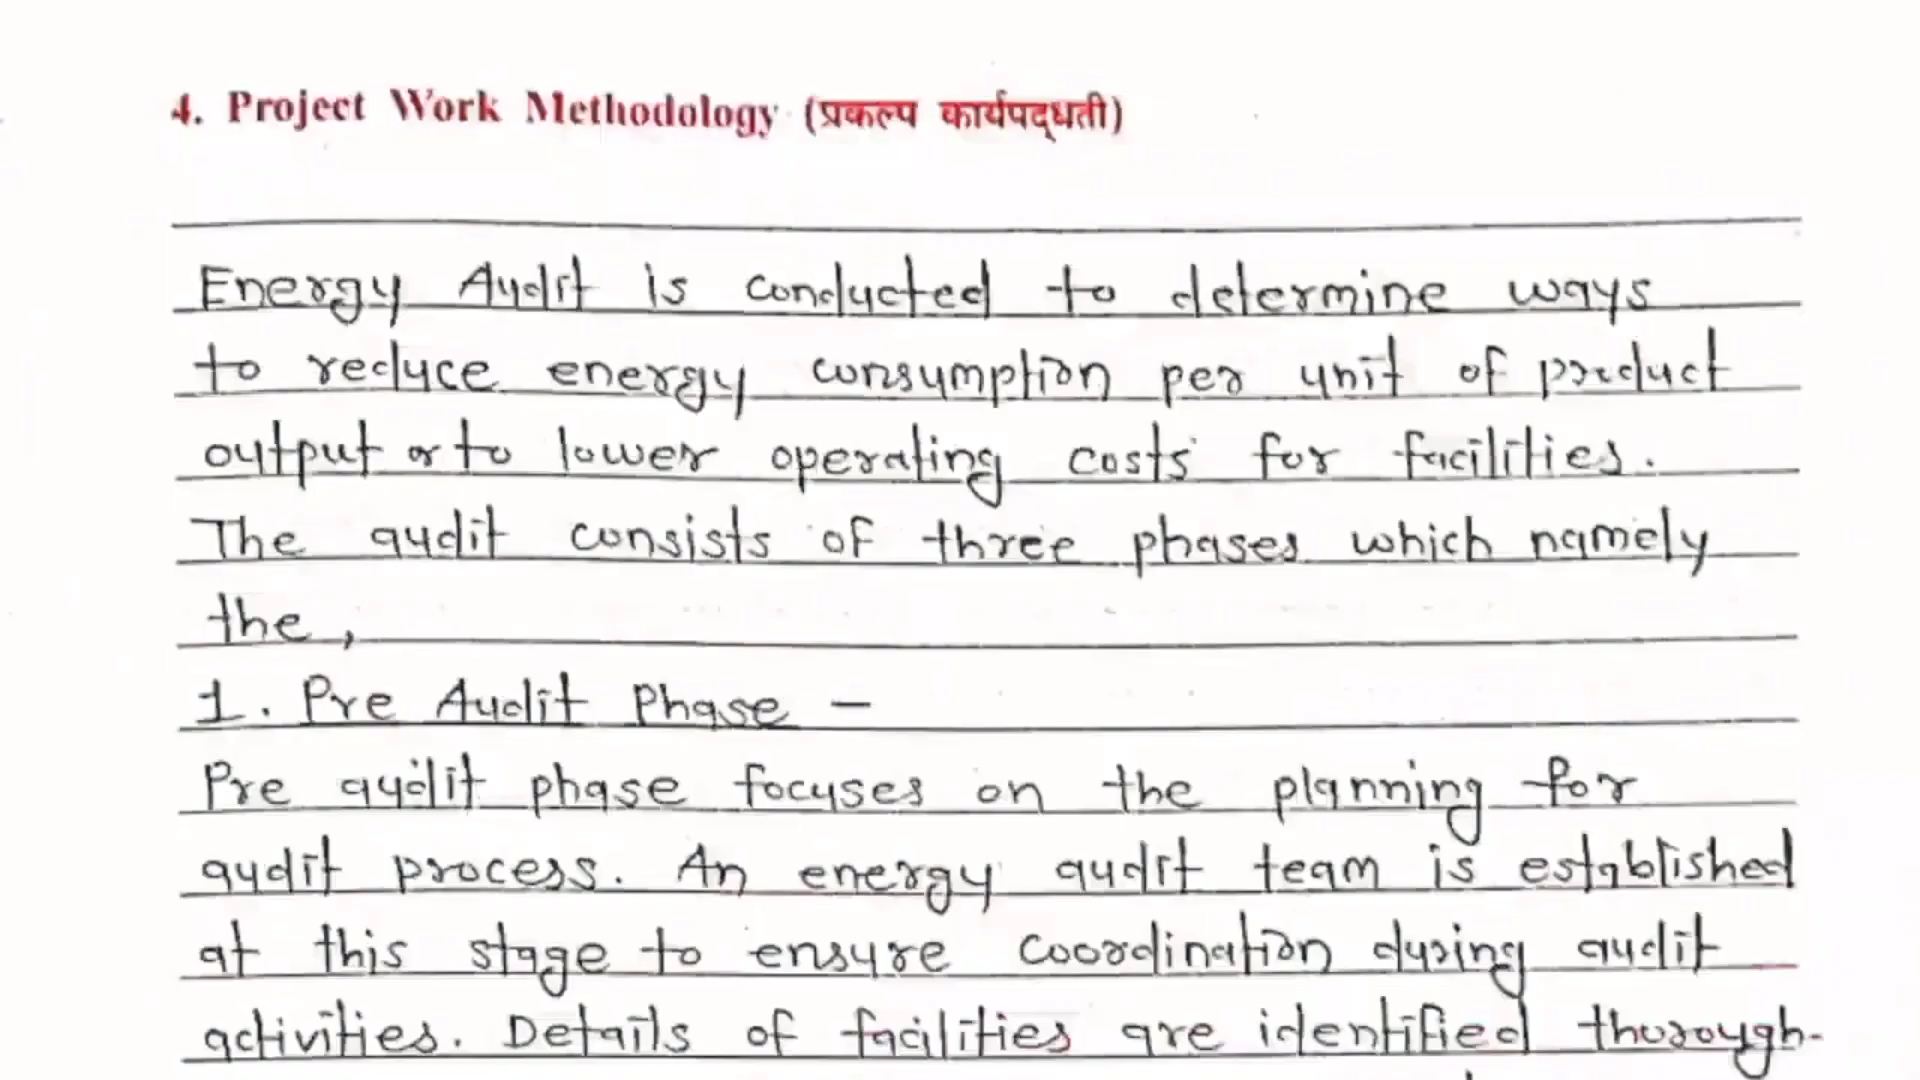 4. Project Work Methodology (प्रकल्प कार्यपद्धती)
Energy Audit is conducted to determine ways
to reduce energy consumption per unit of product
output or to lower operating costs for facilities.
The audit consists of three phases which namely
the,
1. Pre Audit Phase –
Pre audit phase focuses on the planning for
audit process. An energy audit team is established
at this stage to ensure coordination during audit
activities. Details of facilities are identified thorough-